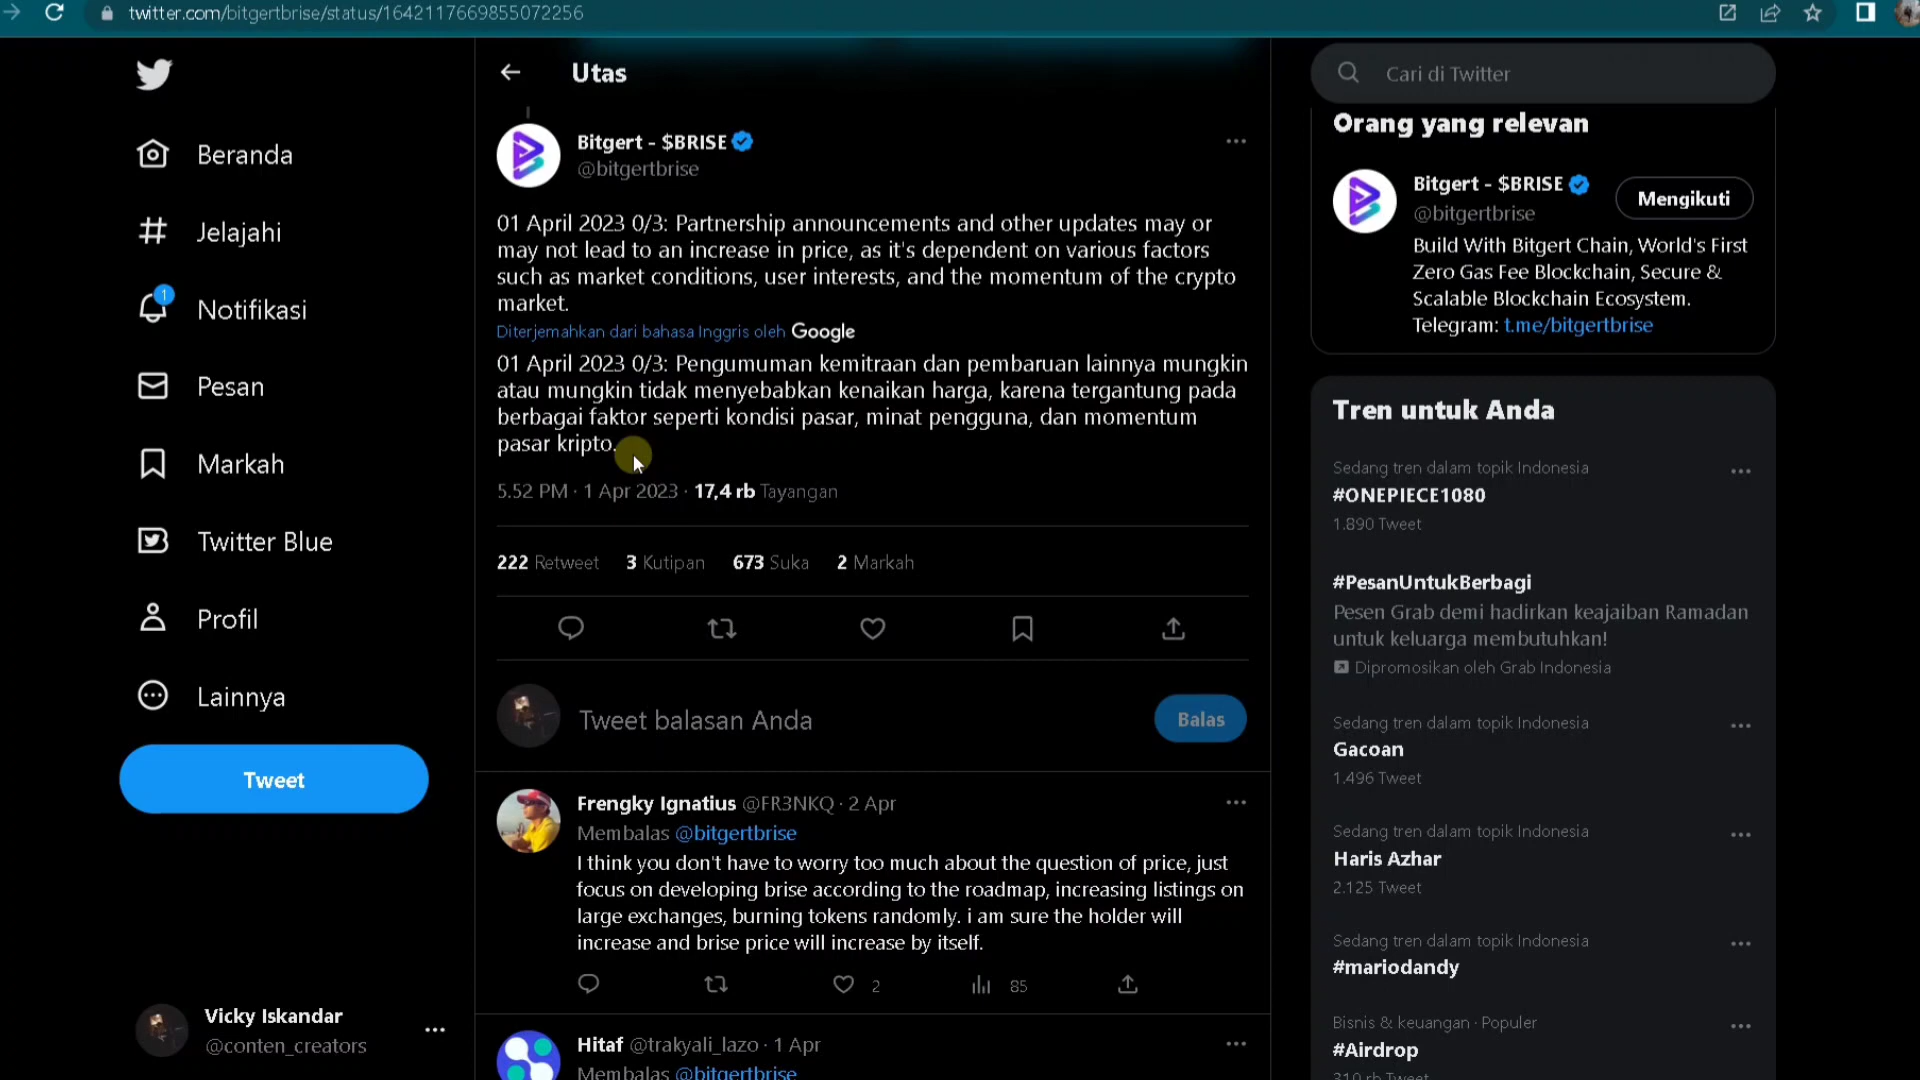 twitter.com/bitgertbrise/status/1642117669855072256
Beranda
Jelajahi
1
Notifikasi
Pesan
Markah
Twitter Blue
Profil
Lainnya
Tweet
Vicky Iskandar
@conten_creators
Utas
Bitgert - $BRISE
@bitgertbrise
01 April 2023 0/3: Partnership announcements and other updates may or
may not lead to an increase in price, as it's dependent on various factors
such as market conditions, user interests, and the momentum of the crypto
market.
Diterjemahkan dari bahasa Inggris oleh Google
01 April 2023 0/3: Pengumuman kemitraan dan pembaruan lainnya mungkin
atau mungkin tidak menyebabkan kenaikan harga, karena tergantung pada
berbagai faktor seperti kondisi pasar, minat pengguna, dan momentum
pasar kripto.
5.52 PM · 1 Apr 2023 · 17,4 rb Tayangan
222 Retweet 3 Kutipan 673 Suka 2 Markah
Tweet balasan Anda
Balas
Frengky Ignatius @FR3NKQ · 2 Apr
Membalas @bitgertbrise
I think you don't have to worry too much about the question of price, just
focus on developing brise according to the roadmap, increasing listings on
large exchanges, burning tokens randomly. i am sure the holder will
increase and brise price will increase by itself.
2 85
Hitaf @trakyali_lazo · 1 Apr
Membalas @bitgertbrise
Cari di Twitter
Orang yang relevan
Bitgert - $BRISE
@bitgertbrise
Mengikuti
Build With Bitgert Chain, World's First
Zero Gas Fee Blockchain, Secure &
Scalable Blockchain Ecosystem.
Telegram: t.me/bitgertbrise
Tren untuk Anda
Sedang tren dalam topik Indonesia
#ONEPIECE1080
1.890 Tweet
#PesanUntukBerbagi
Pesen Grab demi hadirkan keajaiban Ramadan
untuk keluarga membutuhkan!
Dipromosikan oleh Grab Indonesia
Sedang tren dalam topik Indonesia
Gacoan
1.496 Tweet
Sedang tren dalam topik Indonesia
Haris Azhar
2.125 Tweet
Sedang tren dalam topik Indonesia
#mariodandy
Bisnis & keuangan · Populer
#Airdrop
310 rb Tweet